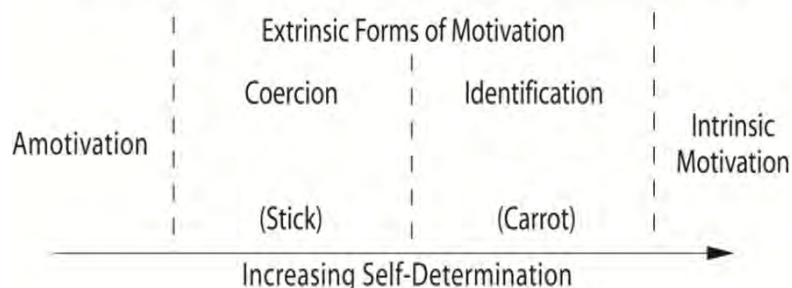 Extrinsic Forms of Motivation
Coercion
Identification
Amotivation
Intrinsic
Motivation
(Stick)
(Carrot)
Increasing Self-Determination